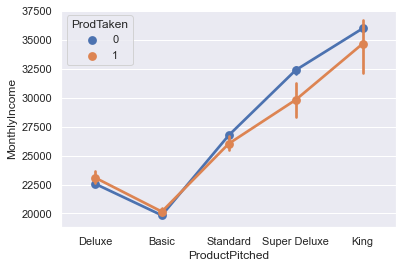 ProdTaken
0
1
37500
35000
32500
30000
27500
25000
22500
20000
MonthlyIncome
Deluxe Basic Standard Super Deluxe King
ProductPitched